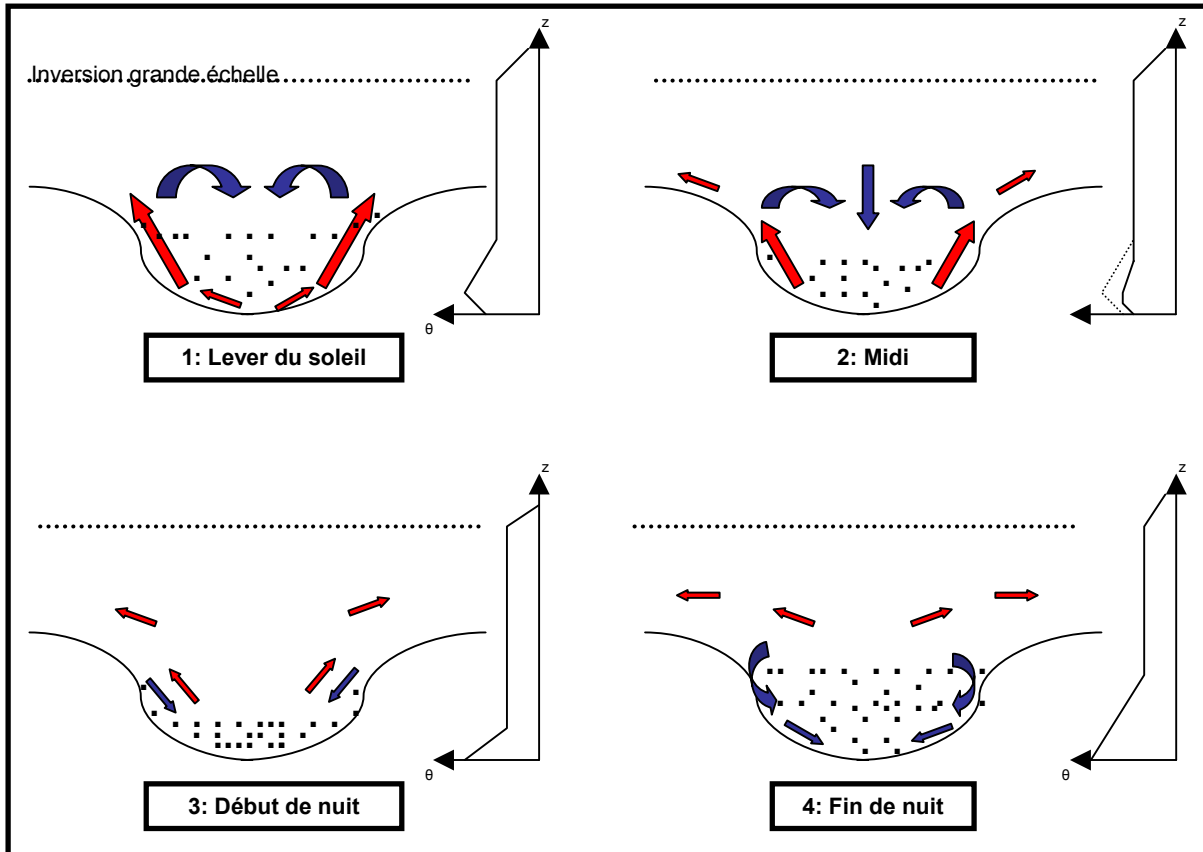 z
z
Inversion grande échelle
θ
1: Lever du soleil
2: Midi
z
z
θ
θ
3: Début de nuit
4: Fin de nuit